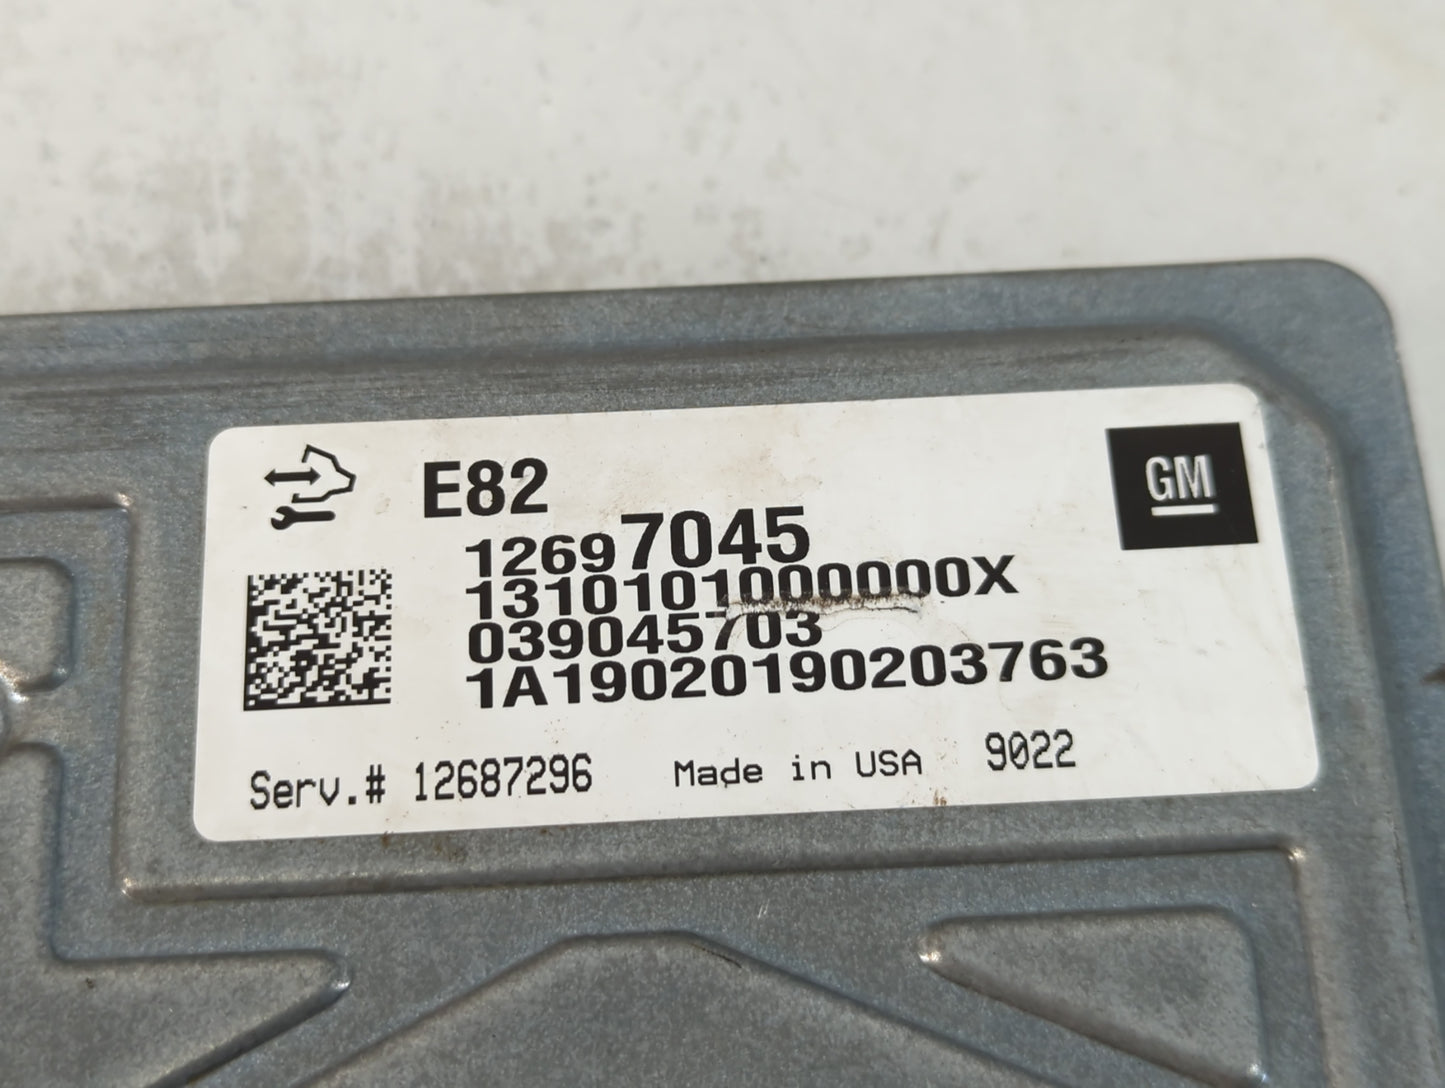 E82
GM
12697045
1310101000000X
039045703
1A19020190203763
Serv.# 12687296 Made in USA 9022